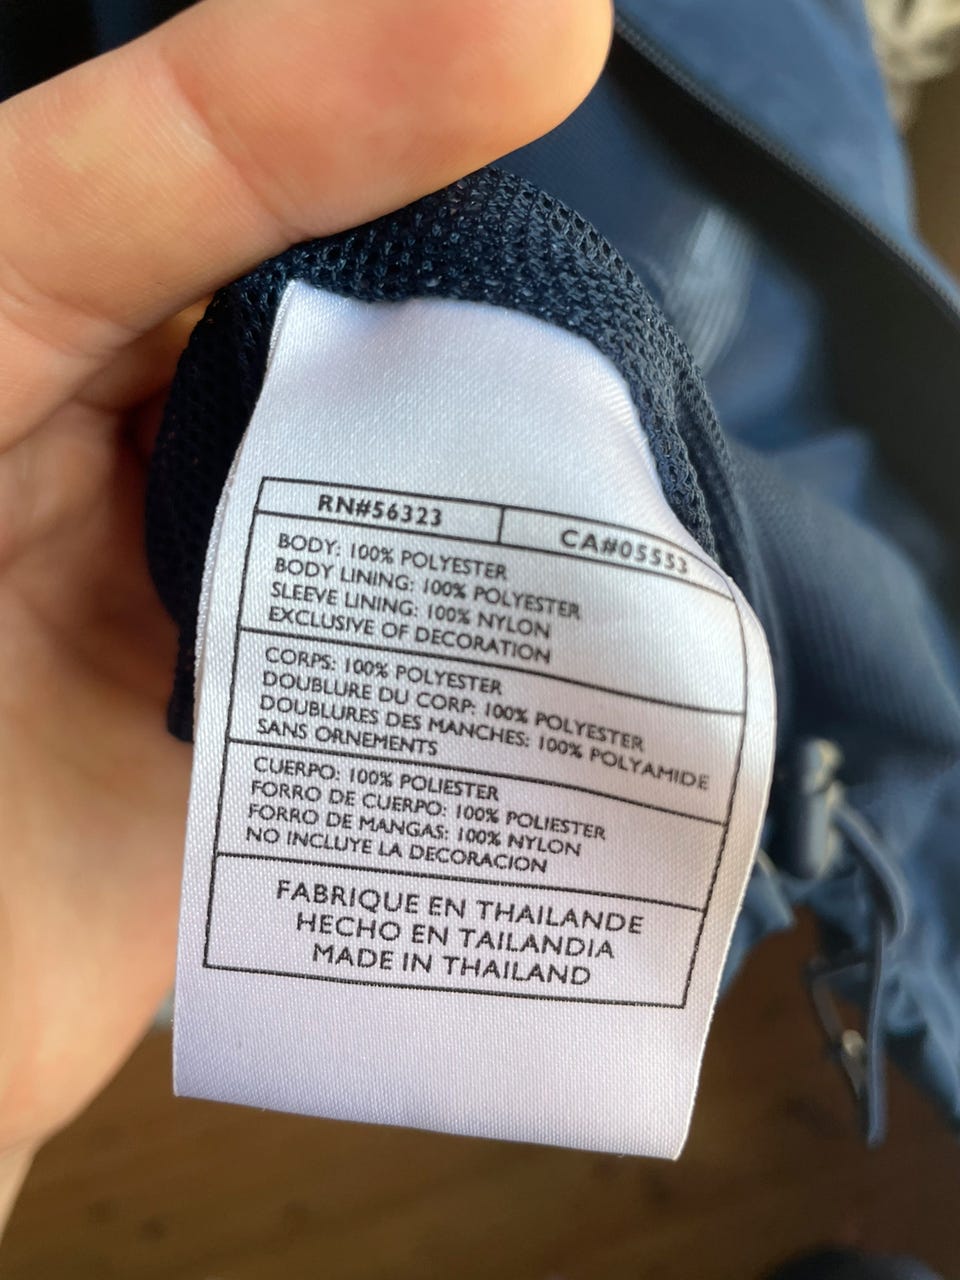 RN#56323
CA#05553
BODY: 100% POLYESTER
BODY LINING: 100% POLYESTER
SLEEVE LINING: 100% NYLON
EXCLUSIVE OF DECORATION
CORPS: 100% POLYESTER
DOUBLURE DU CORP: 100% POLYESTER
DOUBLURES DES MANCHES: 100% POLYAMIDE
SANS ORNEMENTS
CUERPO: 100% POLIESTER
FORRO DE CUERPO: 100% POLIESTER
FORRO DE MANGAS: 100% NYLON
NO INCLUYE LA DECORACION
FABRIQUE EN THAILANDE
HECHO EN TAILANDIA
MADE IN THAILAND